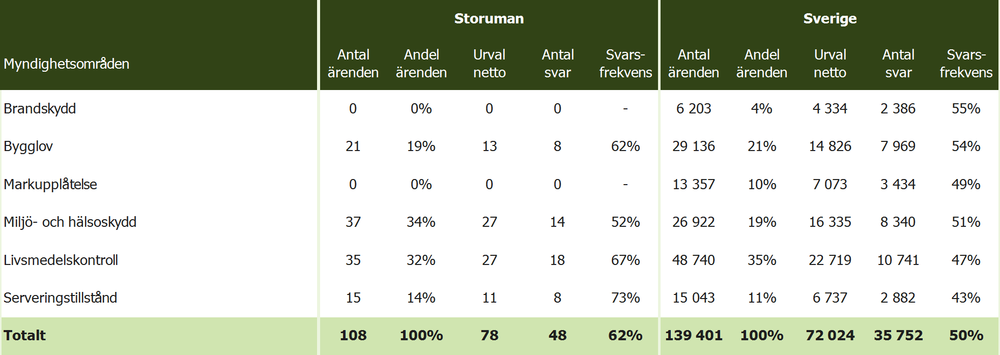 Storuman Sverige
Myndighetsområden Antal ärenden Andel ärenden Urval netto Antal svar Svars-frekvens Antal ärenden Andel ärenden Urval netto Antal svar Svars-frekvens
Brandskydd 0 0% 0 0 - 6 203 4% 4 334 2 386 55%
Bygglov 21 19% 13 8 62% 29 136 21% 14 826 7 969 54%
Markupplåtelse 0 0% 0 0 - 13 357 10% 7 073 3 434 49%
Miljö- och hälsoskydd 37 34% 27 14 52% 26 922 19% 16 335 8 340 51%
Livsmedelskontroll 35 32% 27 18 67% 48 740 35% 22 719 10 741 47%
Serveringstillstånd 15 14% 11 8 73% 15 043 11% 6 737 2 882 43%
Totalt 108 100% 78 48 62% 139 401 100% 72 024 35 752 50%